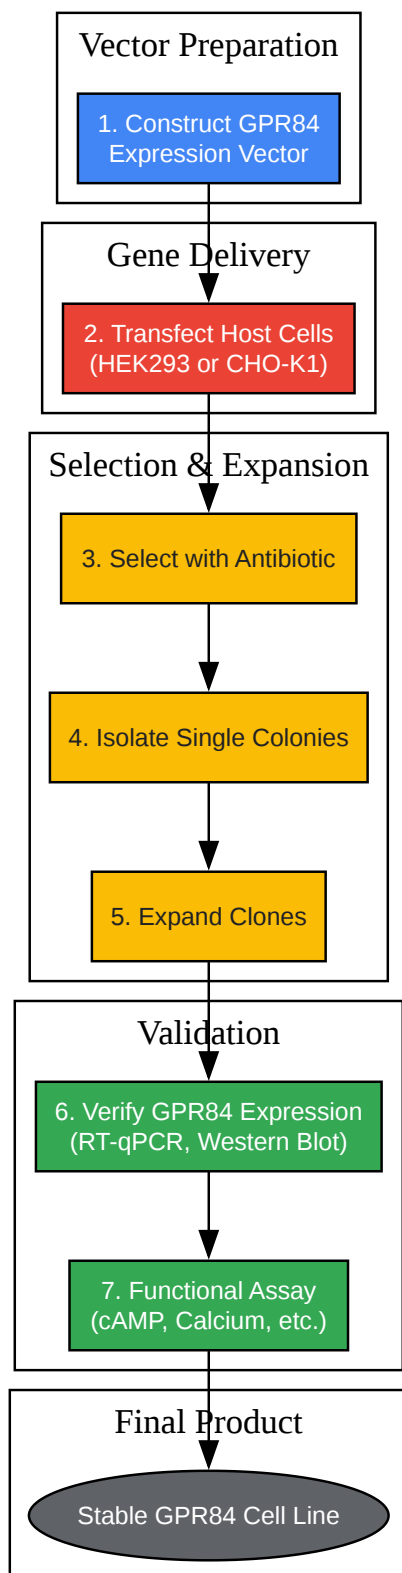 Vector Preparation
1. Construct GPR84
Expression Vector
Gene Delivery
2. Transfect Host Cells
(HEK293 or CHO-K1)
Selection & Expansion
3. Select with Antibiotic
4. Isolate Single Colonies
5. Expand Clones
Validation
6. Verify GPR84 Expression
(RT-qPCR, Western Blot)
7. Functional Assay
(cAMP, Calcium, etc.)
Final Product
Stable GPR84 Cell Line